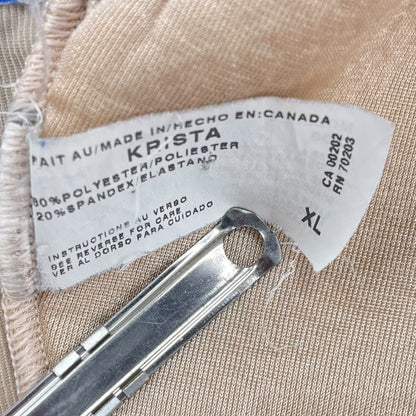 FAIT AU/MADE IN/HECHO EN:CANADA
KRISTA
80%POLYESTER/POLIESTER
20%SPANDEX/ELASTANO
INSTRUCTIONE AU VERSO
SEE REVERSE FOR CARE
VER AL DORSO PARA CUIDADO
CA 00202
RN 70203
XL